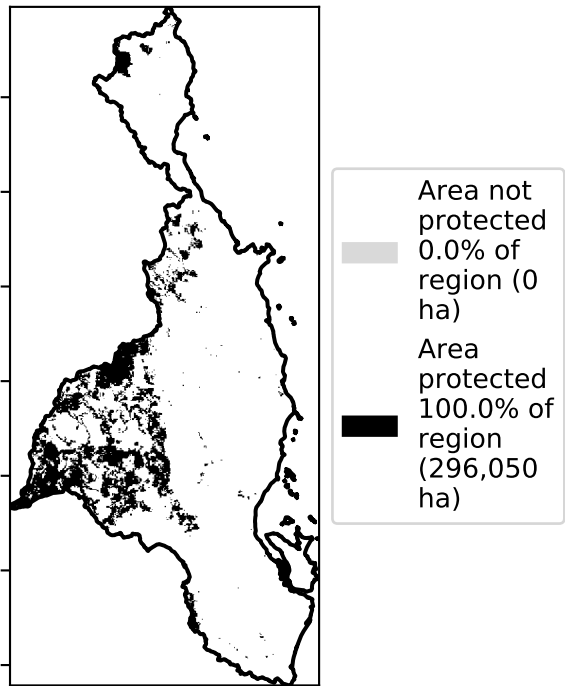 Area not
protected
0.0% of
region (0
ha)
Area
protected
100.0% of
region
(296,050
ha)